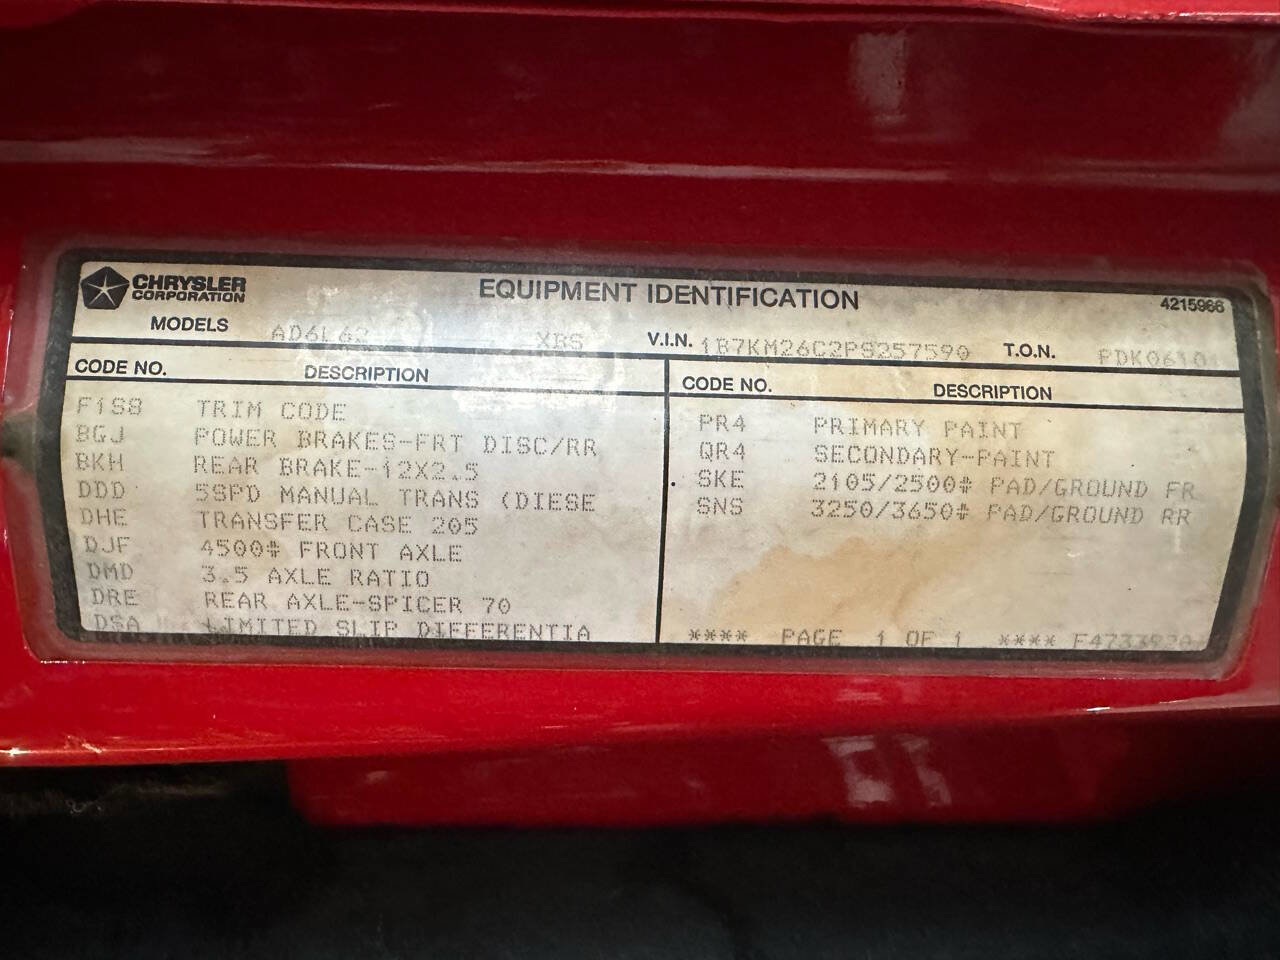 CHRYSLER
CORPORATION
EQUIPMENT IDENTIFICATION
4215966
MODELS AD6L62 XBS V.I.N. 1B7KM26C2PS257590 T.O.N. PDK06101
CODE NO. DESCRIPTION
F1S8 TRIM CODE
BGJ POWER BRAKES-FRT DISC/RR
BKH REAR BRAKE-12X2.5
DDD 5SPD MANUAL TRANS (DIESE
DHE TRANSFER CASE 205
DJF 4500# FRONT AXLE
DMD 3.5 AXLE RATIO
DRE REAR AXLE-SPICER 70
DSA LIMITED SLIP DIFFERENTIA
CODE NO. DESCRIPTION
PR4 PRIMARY PAINT
QR4 SECONDARY-PAINT
SKE 2105/2500# PAD/GROUND FR
SNS 3250/3650# PAD/GROUND RR
**** PAGE 1 OF 1 ****